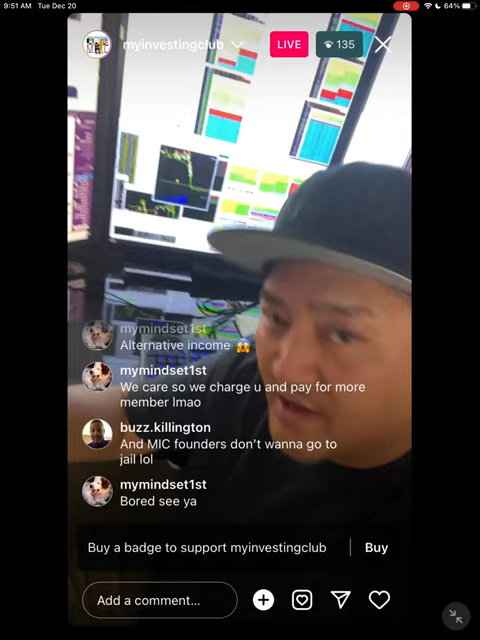 9:51 AM Tue Dec 20
64%
myinvestingclub
LIVE
135
mymindset1st
Alternative income 😱
mymindset1st
We care so we charge u and pay for more
member lmao
buzz.killington
And MIC founders don’t wanna go to
jail lol
mymindset1st
Bored see ya
Buy a badge to support myinvestingclub
Buy
Add a comment...